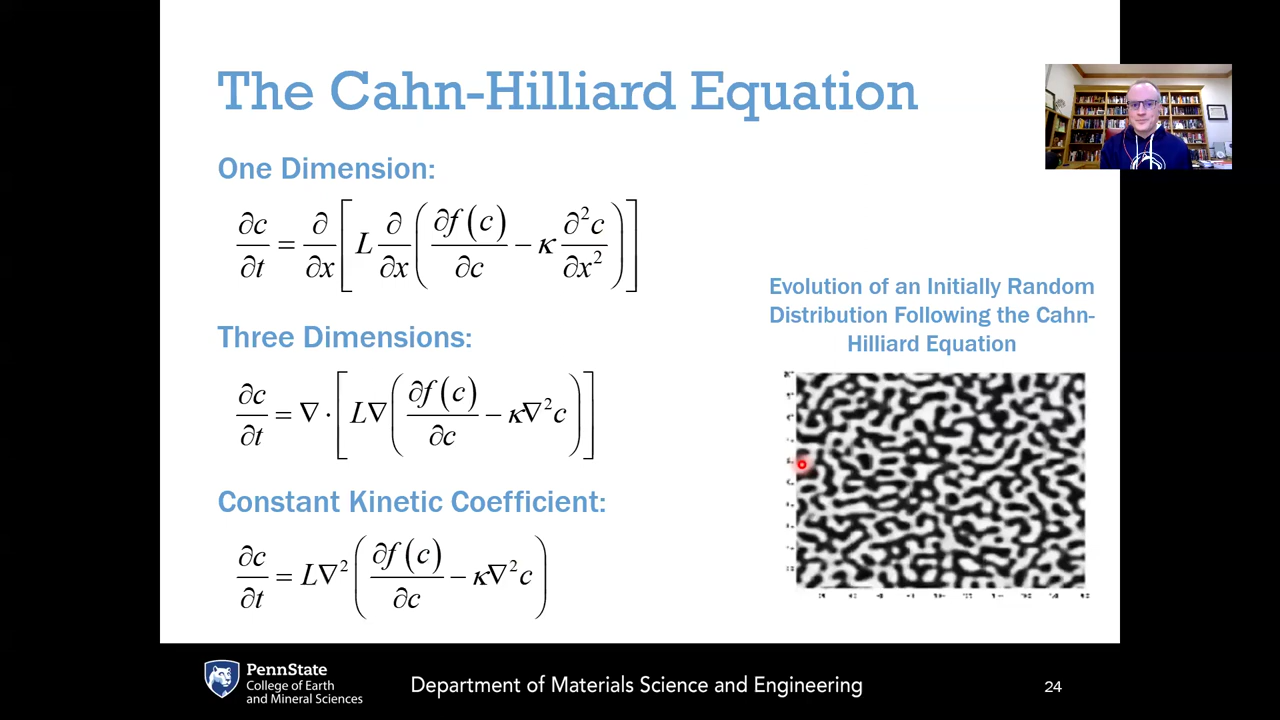 The Cahn-Hilliard Equation
One Dimension:
∂c/∂t = ∂/∂x [ L ∂/∂x ( ∂f(c)/∂c − κ ∂²c/∂x² ) ]
Three Dimensions:
∂c/∂t = ∇ · [ L∇ ( ∂f(c)/∂c − κ∇²c ) ]
Constant Kinetic Coefficient:
∂c/∂t = L∇² ( ∂f(c)/∂c − κ∇²c )
Evolution of an Initially Random
Distribution Following the Cahn-
Hilliard Equation
PennState
College of Earth
and Mineral Sciences
Department of Materials Science and Engineering
24